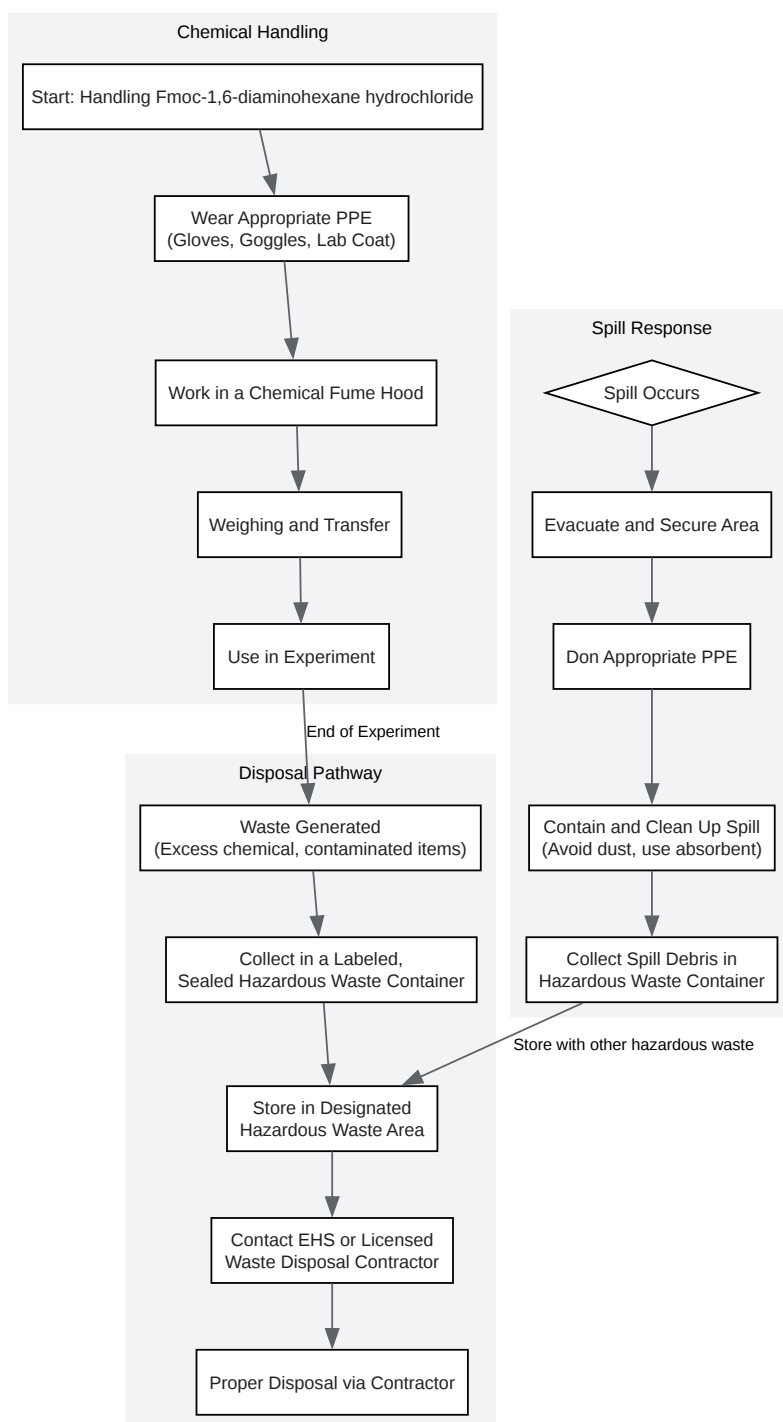 Chemical Handling
Start: Handling Fmoc-1,6-diaminohexane hydrochloride
Wear Appropriate PPE
(Gloves, Goggles, Lab Coat)
Work in a Chemical Fume Hood
Weighing and Transfer
Use in Experiment
End of Experiment
Disposal Pathway
Waste Generated
(Excess chemical, contaminated items)
Collect in a Labeled,
Sealed Hazardous Waste Container
Store in Designated
Hazardous Waste Area
Contact EHS or Licensed
Waste Disposal Contractor
Proper Disposal via Contractor
Spill Response
Spill Occurs
Evacuate and Secure Area
Don Appropriate PPE
Contain and Clean Up Spill
(Avoid dust, use absorbent)
Collect Spill Debris in
Hazardous Waste Container
Store with other hazardous waste